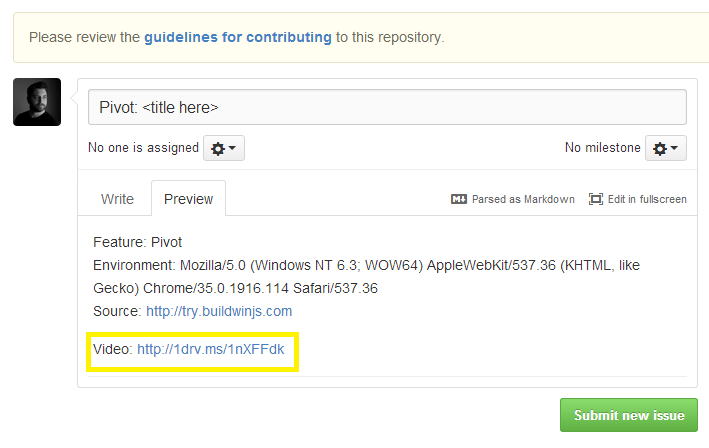 Please review the guidelines for contributing to this repository.
Pivot: <title here>
No one is assigned
No milestone
Write
Preview
M↓ Parsed as Markdown
Edit in fullscreen
Feature: Pivot
Environment: Mozilla/5.0 (Windows NT 6.3; WOW64) AppleWebKit/537.36 (KHTML, like
Gecko) Chrome/35.0.1916.114 Safari/537.36
Source: http://try.buildwinjs.com
Video: http://1drv.ms/1nXFFdk
Submit new issue